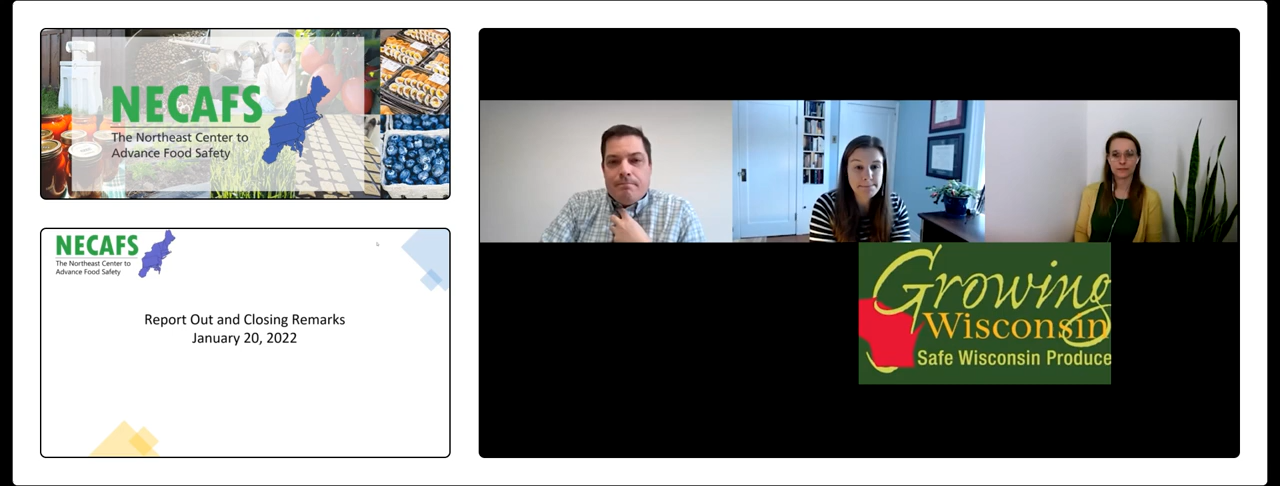 NECAFS
The Northeast Center to
Advance Food Safety
NECAFS
The Northeast Center to
Advance Food Safety
Report Out and Closing Remarks
January 20, 2022
Growing
Wisconsin
Safe Wisconsin Produce